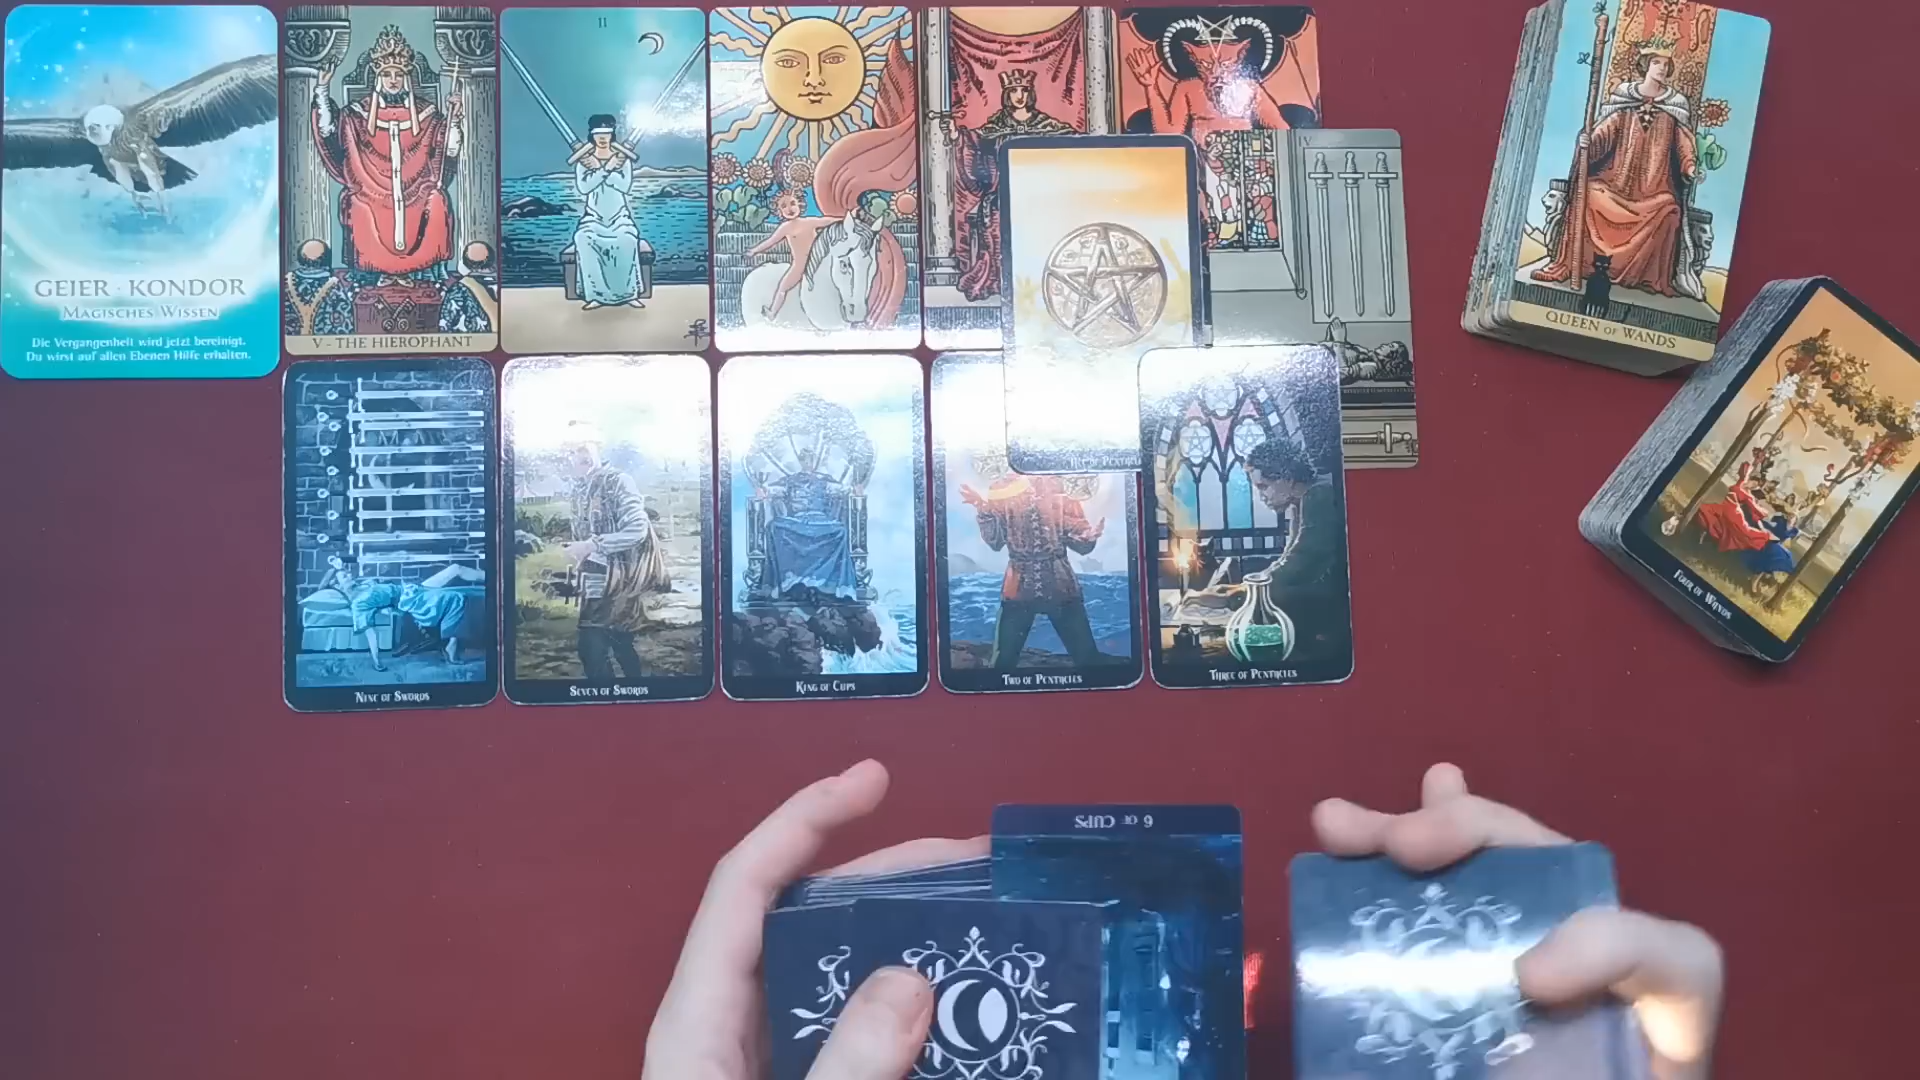 GEIER · KONDOR
MAGISCHES WISSEN
Die Vergangenheit wird jetzt bereinigt.
Du wirst auf allen Ebenen Hilfe erhalten.
V - THE HIEROPHANT
II
IV
QUEEN OF WANDS
FOUR OF WANDS
NINE OF SWORDS
SEVEN OF SWORDS
KING OF CUPS
TWO OF PENTACLES
THREE OF PENTACLES
6 OF CUPS